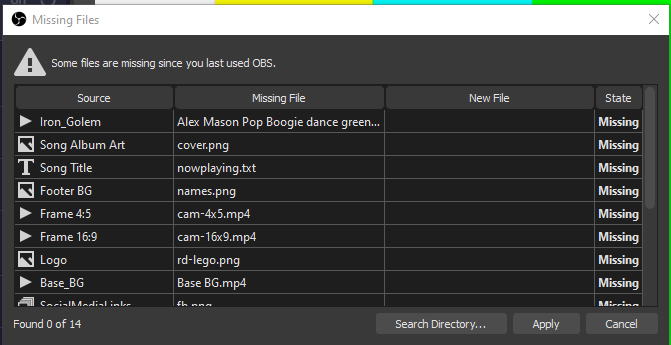 Missing Files
Some files are missing since you last used OBS.
Source Missing File New File State
Iron_Golem Alex Mason Pop Boogie dance green... Missing
Song Album Art cover.png Missing
Song Title nowplaying.txt Missing
Footer BG names.png Missing
Frame 4:5 cam-4x5.mp4 Missing
Frame 16:9 cam-16x9.mp4 Missing
Logo rd-logo.png Missing
Base_BG Base BG.mp4 Missing
SocialMediaLinks fb.png Missing
Found 0 of 14 Search Directory... Apply Cancel